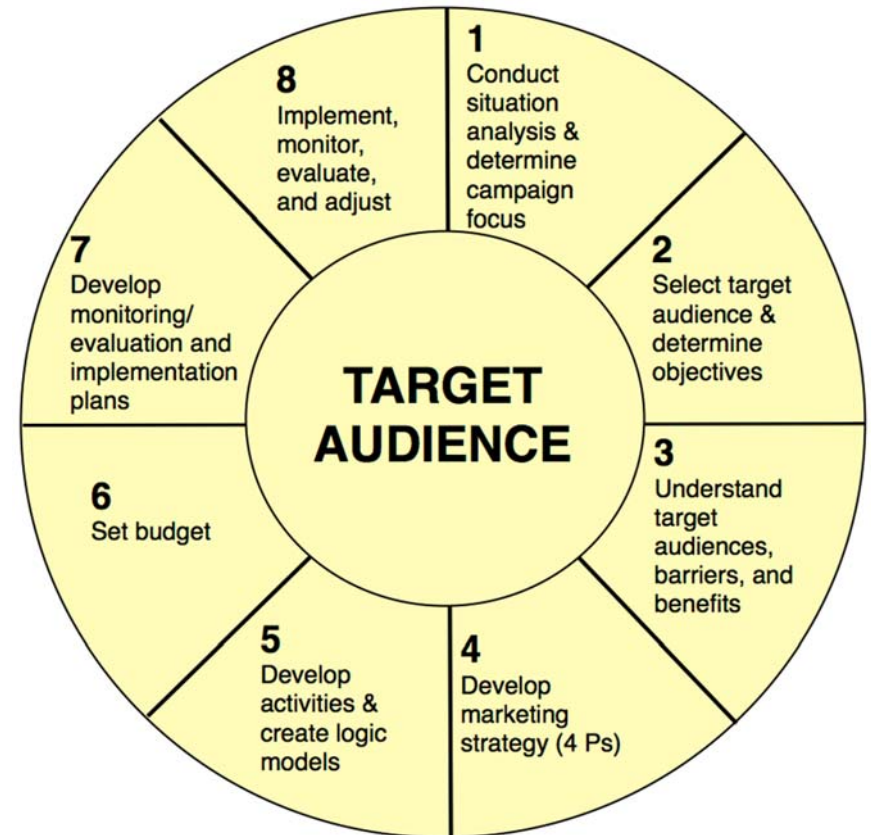 1
Conduct
situation
analysis &
determine
campaign
focus
2
Select target
audience &
determine
objectives
3
Understand
target
audiences,
barriers, and
benefits
4
Develop
marketing
strategy (4 Ps)
5
Develop
activities &
create logic
models
6
Set budget
7
Develop
monitoring/
evaluation and
implementation
plans
8
Implement,
monitor,
evaluate,
and adjust
TARGET
AUDIENCE